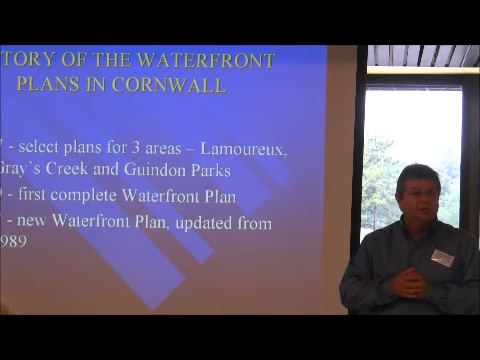 TORY OF THE WATERFRONT
PLANS IN CORNWALL
- select plans for 3 areas – Lamoureux,
Gray's Creek and Guindon Parks
- first complete Waterfront Plan
- new Waterfront Plan, updated from
989